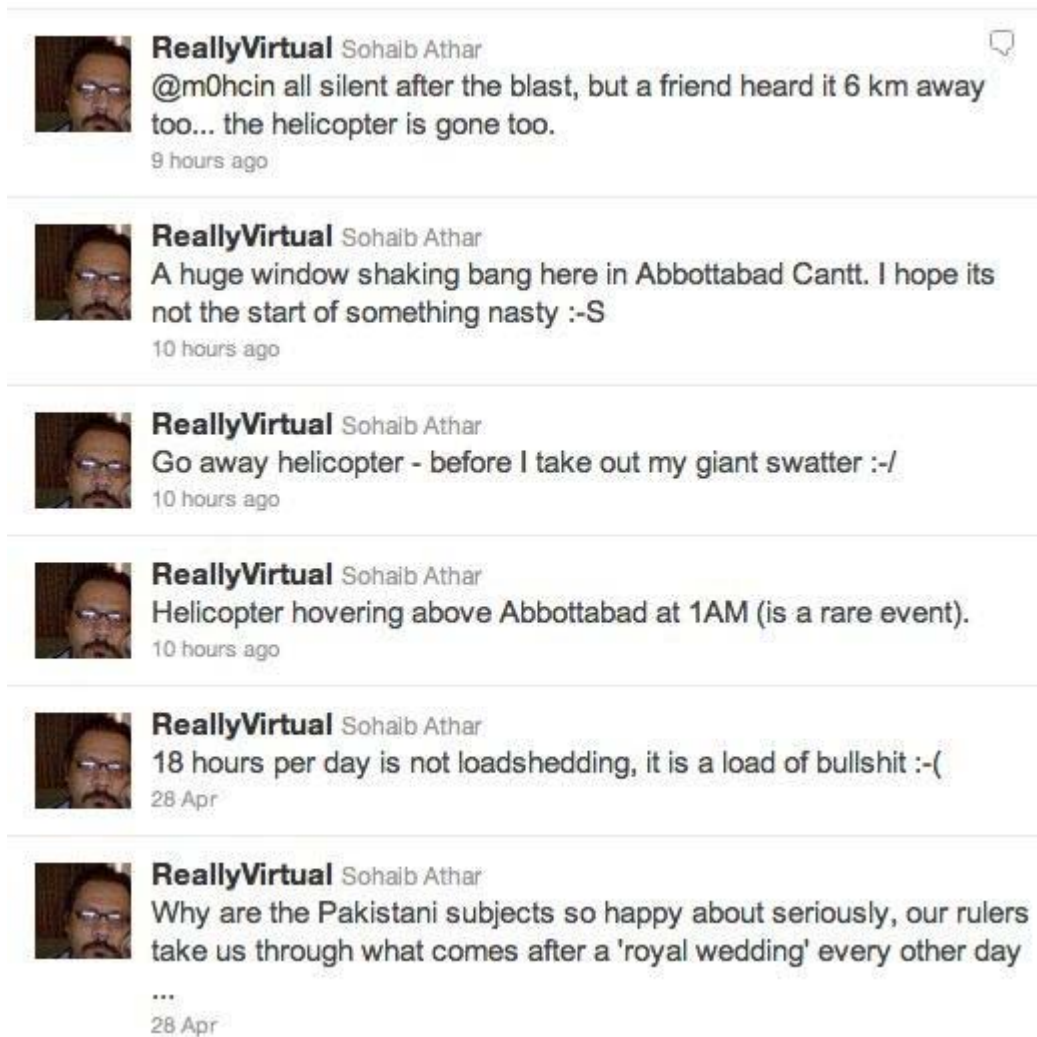 ReallyVirtual Sohaib Athar
@m0hcin all silent after the blast, but a friend heard it 6 km away
too... the helicopter is gone too.
9 hours ago
ReallyVirtual Sohaib Athar
A huge window shaking bang here in Abbottabad Cantt. I hope its
not the start of something nasty :-S
10 hours ago
ReallyVirtual Sohaib Athar
Go away helicopter - before I take out my giant swatter :-/
10 hours ago
ReallyVirtual Sohaib Athar
Helicopter hovering above Abbottabad at 1AM (is a rare event).
10 hours ago
ReallyVirtual Sohaib Athar
18 hours per day is not loadshedding, it is a load of bullshit :-(
28 Apr
ReallyVirtual Sohaib Athar
Why are the Pakistani subjects so happy about seriously, our rulers
take us through what comes after a 'royal wedding' every other day
...
28 Apr